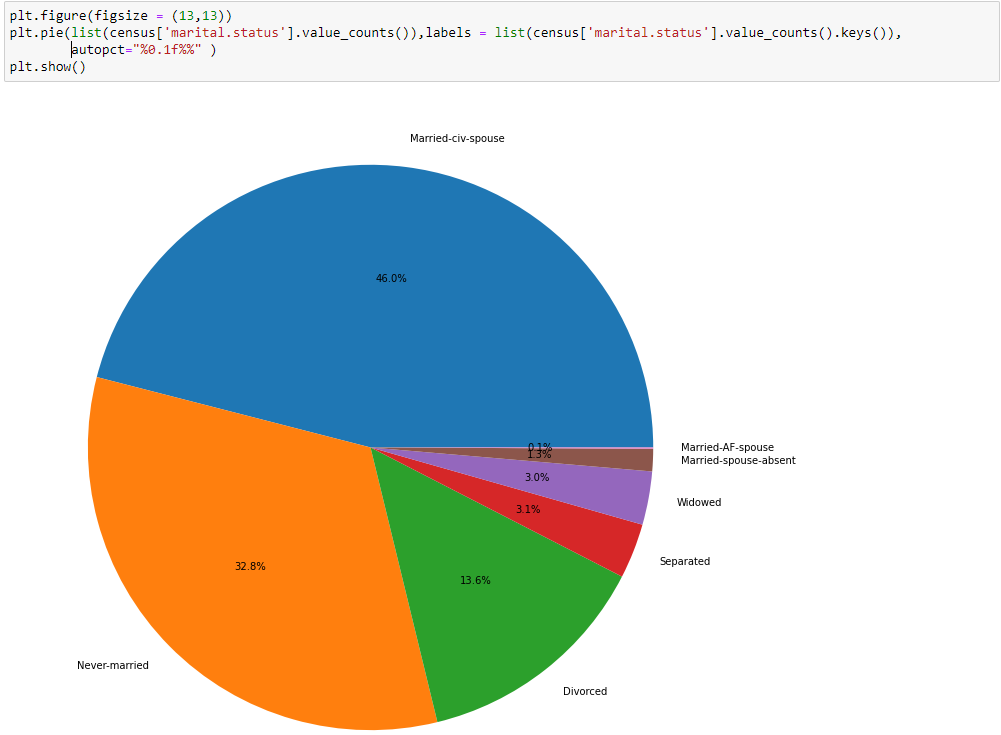 plt.figure(figsize = (13,13))
plt.pie(list(census['marital.status'].value_counts()),labels = list(census['marital.status'].value_counts().keys()),
autopct="%0.1f%%" )
plt.show()
Married-civ-spouse
46.0%
0.1%
Married-AF-spouse
1.3%
Married-spouse-absent
3.0%
Widowed
3.1%
Separated
32.8%
13.6%
Never-married
Divorced